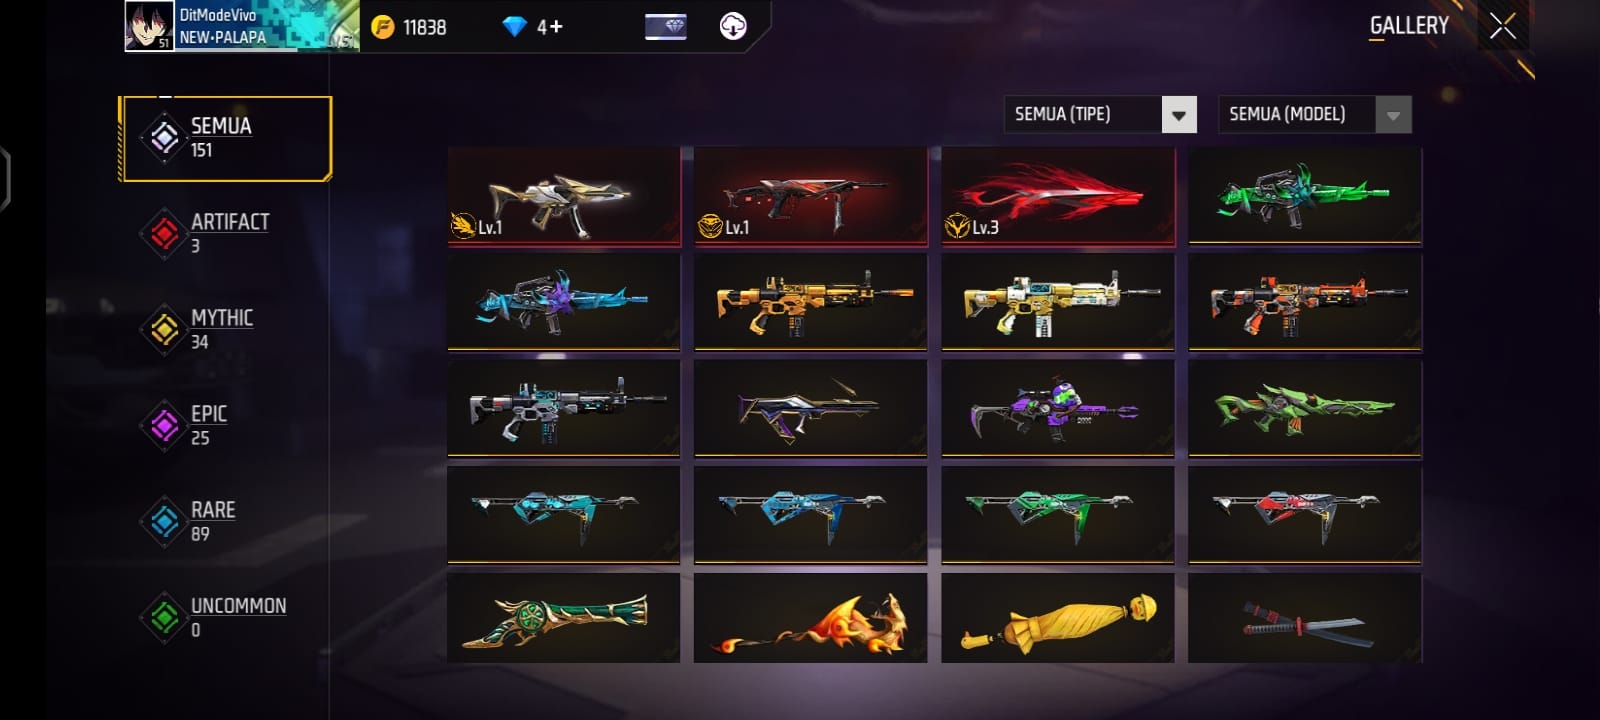 DitModeVivo
NEW•PALAPA
51
11838
4+
GALLERY
SEMUA (TIPE)
SEMUA (MODEL)
SEMUA
151
ARTIFACT
3
MYTHIC
34
EPIC
25
RARE
89
UNCOMMON
0
Lv.1
Lv.1
Lv.3